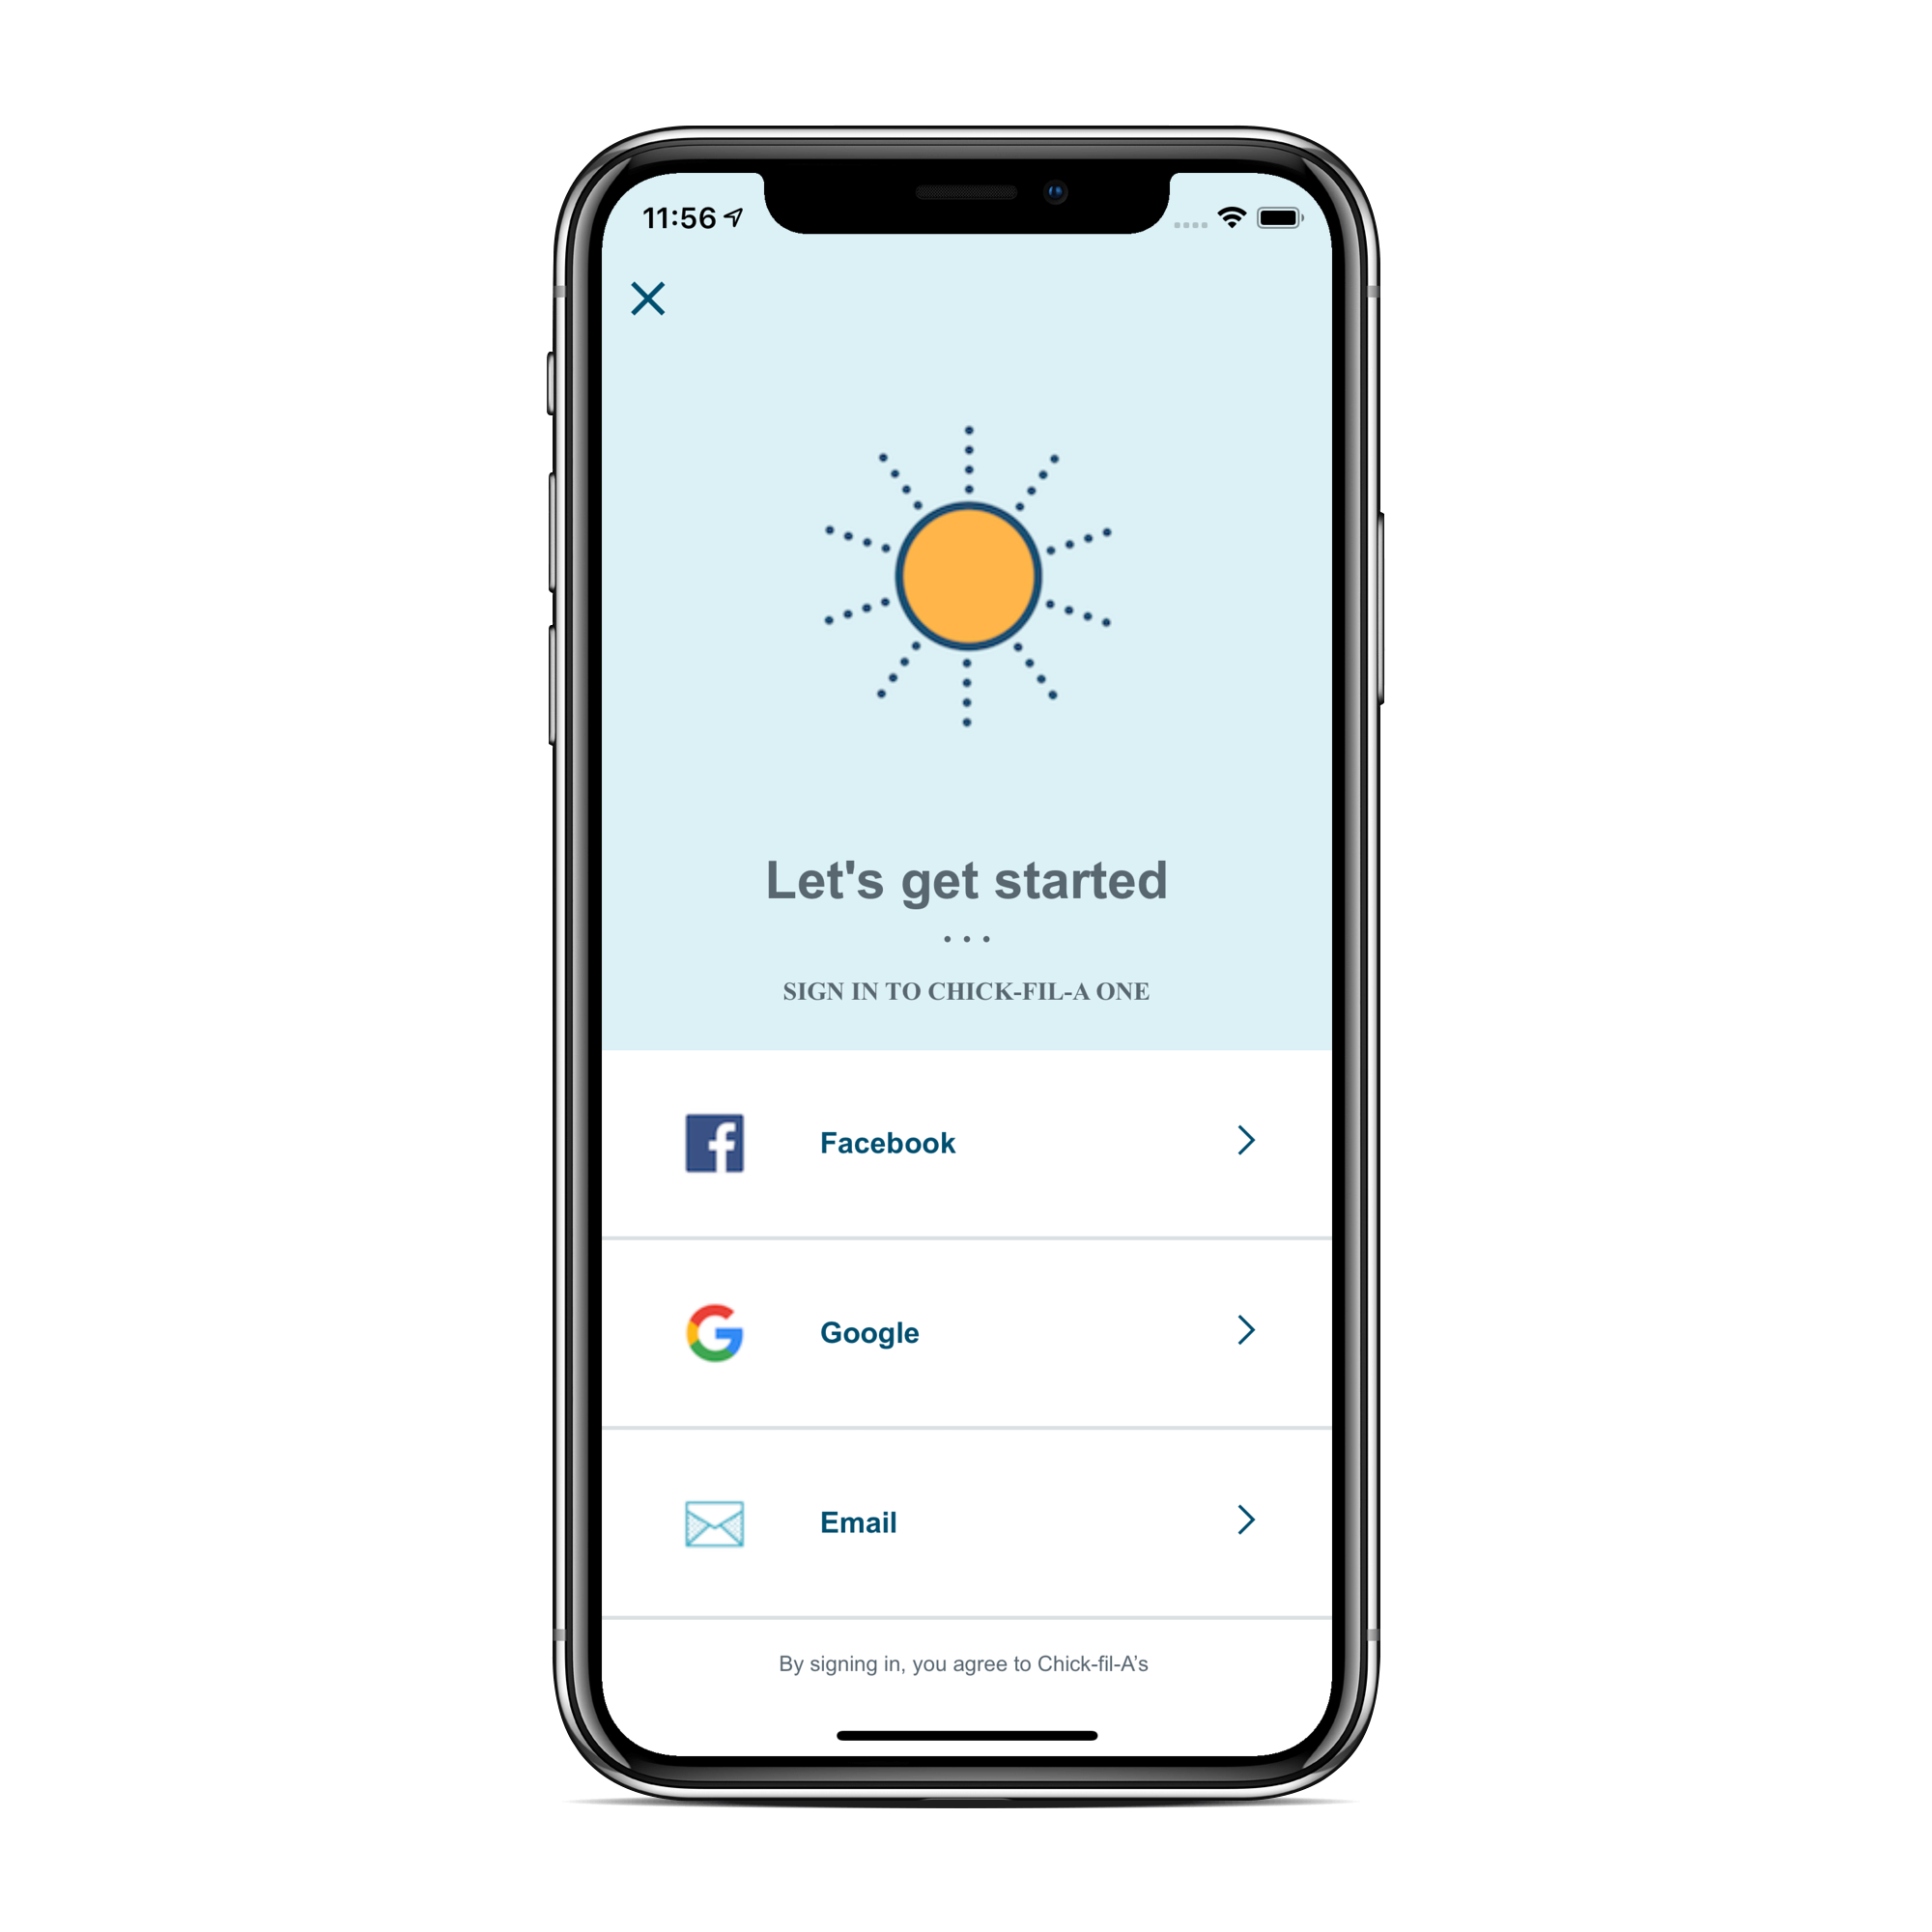 11:56
Let's get started
SIGN IN TO CHICK-FIL-A ONE
Facebook
Google
Email
By signing in, you agree to Chick-fil-A’s